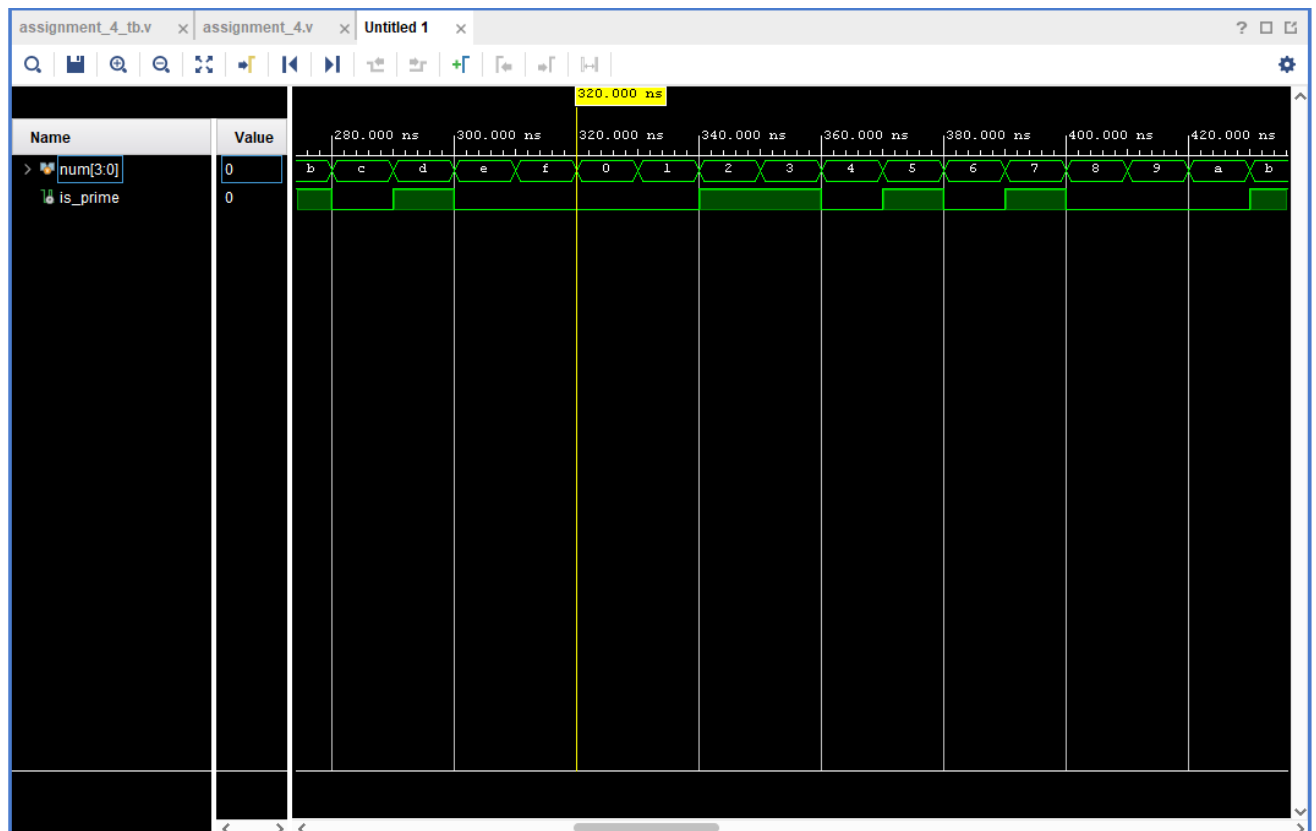 assignment_4_tb.v × assignment_4.v × Untitled 1 × ?
320.000 ns
Name Value 280.000 ns 300.000 ns 320.000 ns 340.000 ns 360.000 ns 380.000 ns 400.000 ns 420.000 ns
num[3:0] 0 b c d e f 0 1 2 3 4 5 6 7 8 9 a b
is_prime 0